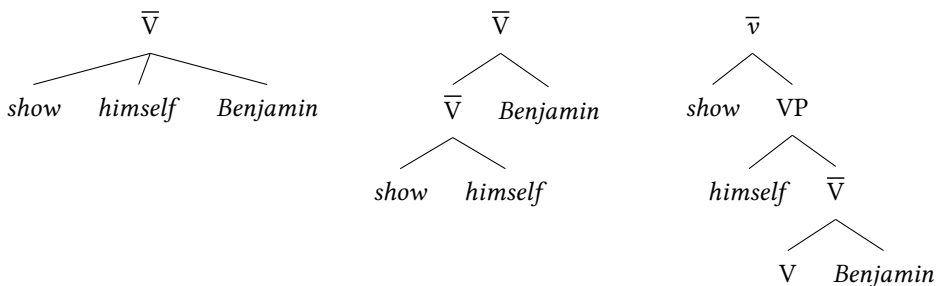 V̅ V̅ v̅
show himself Benjamin V̅ Benjamin show VP
show himself himself V̅
V Benjamin